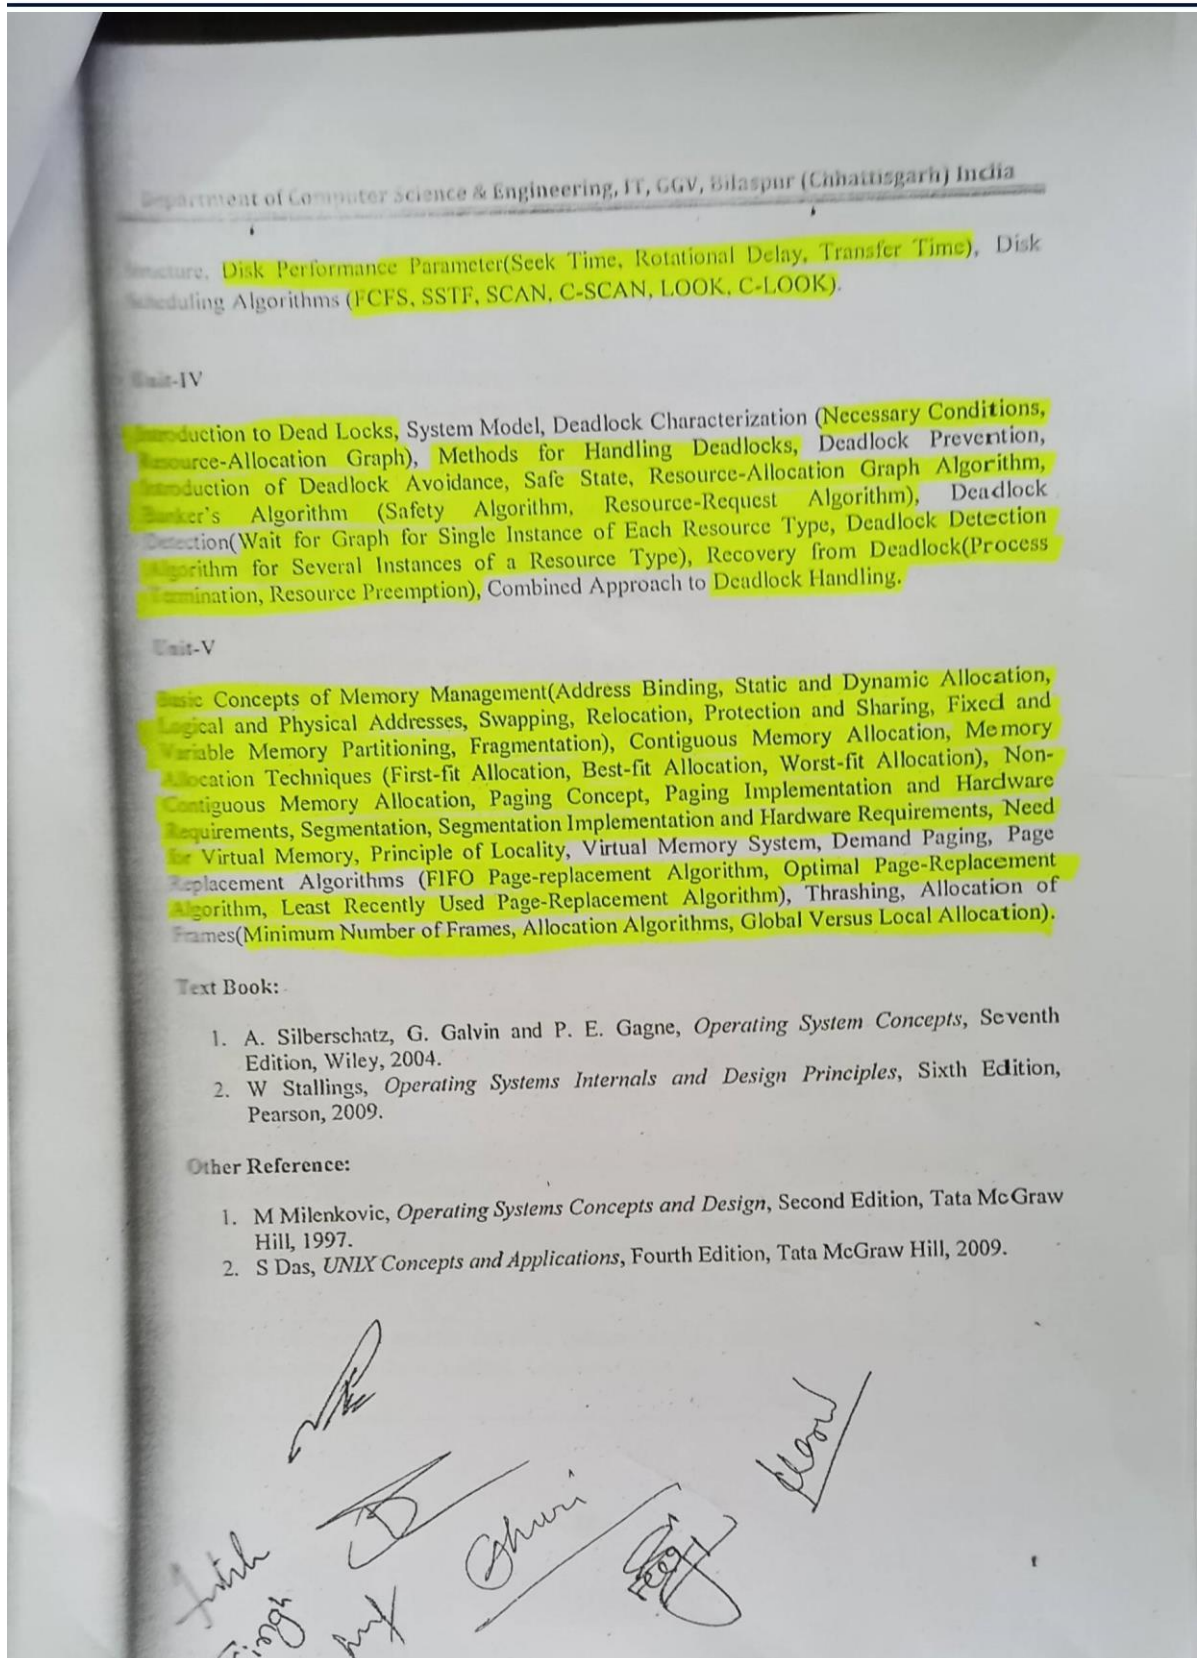 Department of Computer Science & Engineering, IT, GGV, Bilaspur (Chhattisgarh) India
Structure, Disk Performance Parameter(Seek Time, Rotational Delay, Transfer Time), Disk
Scheduling Algorithms (FCFS, SSTF, SCAN, C-SCAN, LOOK, C-LOOK).
Unit-IV
Introduction to Dead Locks, System Model, Deadlock Characterization (Necessary Conditions,
Resource-Allocation Graph), Methods for Handling Deadlocks, Deadlock Prevention,
Introduction of Deadlock Avoidance, Safe State, Resource-Allocation Graph Algorithm,
Banker's Algorithm (Safety Algorithm, Resource-Request Algorithm), Deadlock
Detection(Wait for Graph for Single Instance of Each Resource Type, Deadlock Detection
Algorithm for Several Instances of a Resource Type), Recovery from Deadlock(Process
Termination, Resource Preemption), Combined Approach to Deadlock Handling.
Unit-V
Basic Concepts of Memory Management(Address Binding, Static and Dynamic Allocation,
Logical and Physical Addresses, Swapping, Relocation, Protection and Sharing, Fixed and
Variable Memory Partitioning, Fragmentation), Contiguous Memory Allocation, Memory
Allocation Techniques (First-fit Allocation, Best-fit Allocation, Worst-fit Allocation), Non-
Contiguous Memory Allocation, Paging Concept, Paging Implementation and Hardware
Requirements, Segmentation, Segmentation Implementation and Hardware Requirements, Need
for Virtual Memory, Principle of Locality, Virtual Memory System, Demand Paging, Page
Replacement Algorithms (FIFO Page-replacement Algorithm, Optimal Page-Replacement
Algorithm, Least Recently Used Page-Replacement Algorithm), Thrashing, Allocation of
Frames(Minimum Number of Frames, Allocation Algorithms, Global Versus Local Allocation).
Text Book:
1. A. Silberschatz, G. Galvin and P. E. Gagne, Operating System Concepts, Seventh
Edition, Wiley, 2004.
2. W Stallings, Operating Systems Internals and Design Principles, Sixth Edition,
Pearson, 2009.
Other Reference:
1. M Milenkovic, Operating Systems Concepts and Design, Second Edition, Tata McGraw
Hill, 1997.
2. S Das, UNIX Concepts and Applications, Fourth Edition, Tata McGraw Hill, 2009.